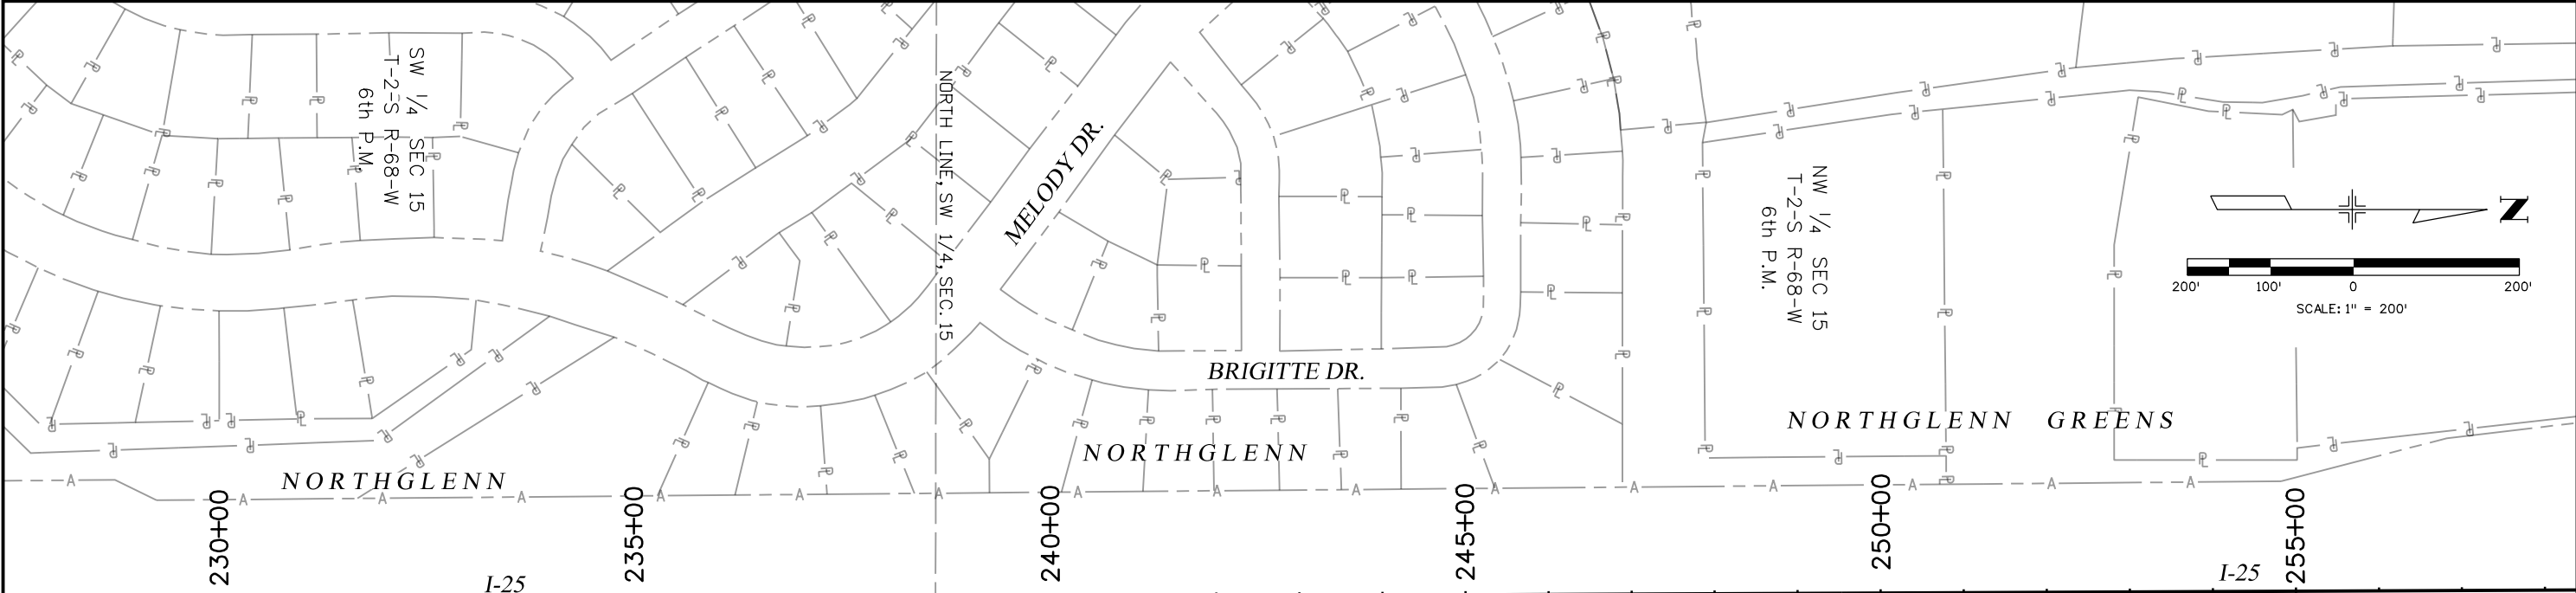 SW 1/4 SEC 15
T-2-S R-68-W
6th P.M.
NORTH LINE, SW 1/4, SEC. 15
MELODY DR.
BRIGITTE DR.
NW 1/4 SEC 15
T-2-S R-68-W
6th P.M.
N
200' 100' 0 200'
SCALE: 1" = 200'
NORTHGLENN
NORTHGLENN
NORTHGLENN GREENS
A A A A A A A A A A A A A A A A
230+00
235+00
240+00
245+00
250+00
255+00
I-25
I-25